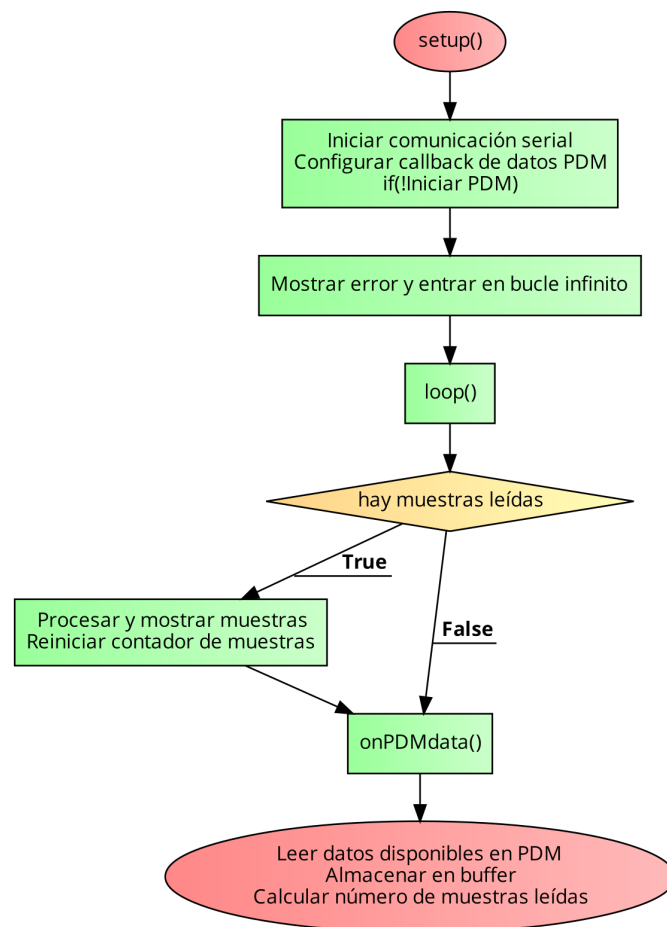 setup()
Iniciar comunicación serial
Configurar callback de datos PDM
if(!Iniciar PDM)
Mostrar error y entrar en bucle infinito
loop()
hay muestras leídas
True
Procesar y mostrar muestras
Reiniciar contador de muestras
False
onPDMdata()
Leer datos disponibles en PDM
Almacenar en buffer
Calcular número de muestras leídas